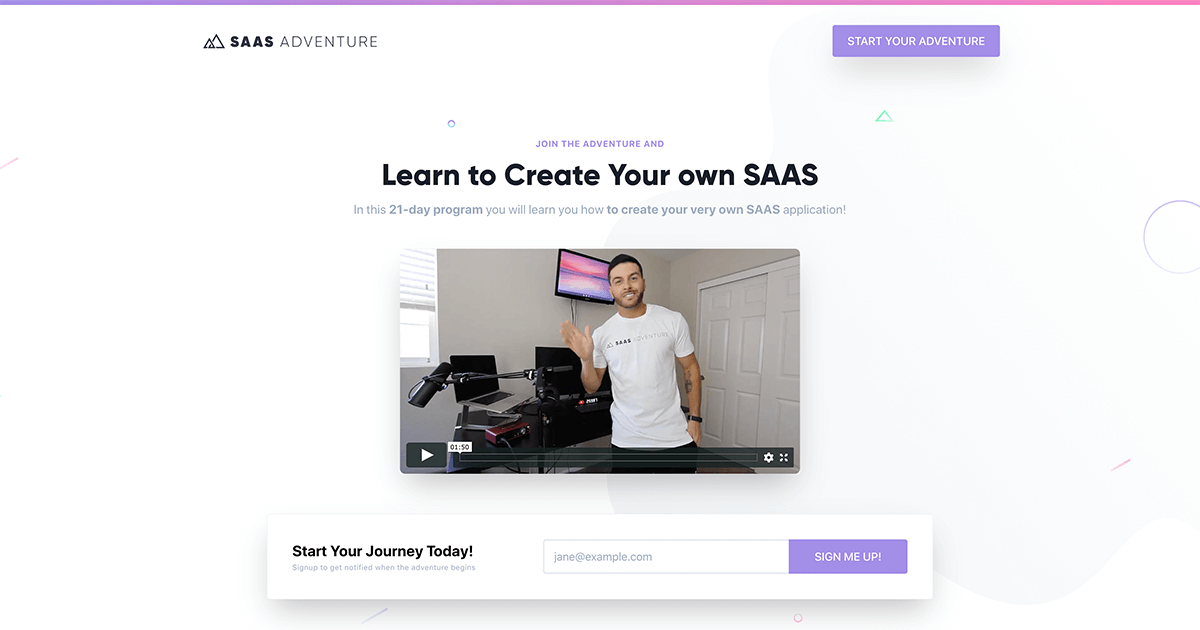 SAAS ADVENTURE
START YOUR ADVENTURE
JOIN THE ADVENTURE AND
Learn to Create Your own SAAS
In this 21-day program you will learn you how to create your very own SAAS application!
SAAS ADVENTURE
01:50
Start Your Journey Today!
Signup to get notified when the adventure begins
jane@example.com
SIGN ME UP!